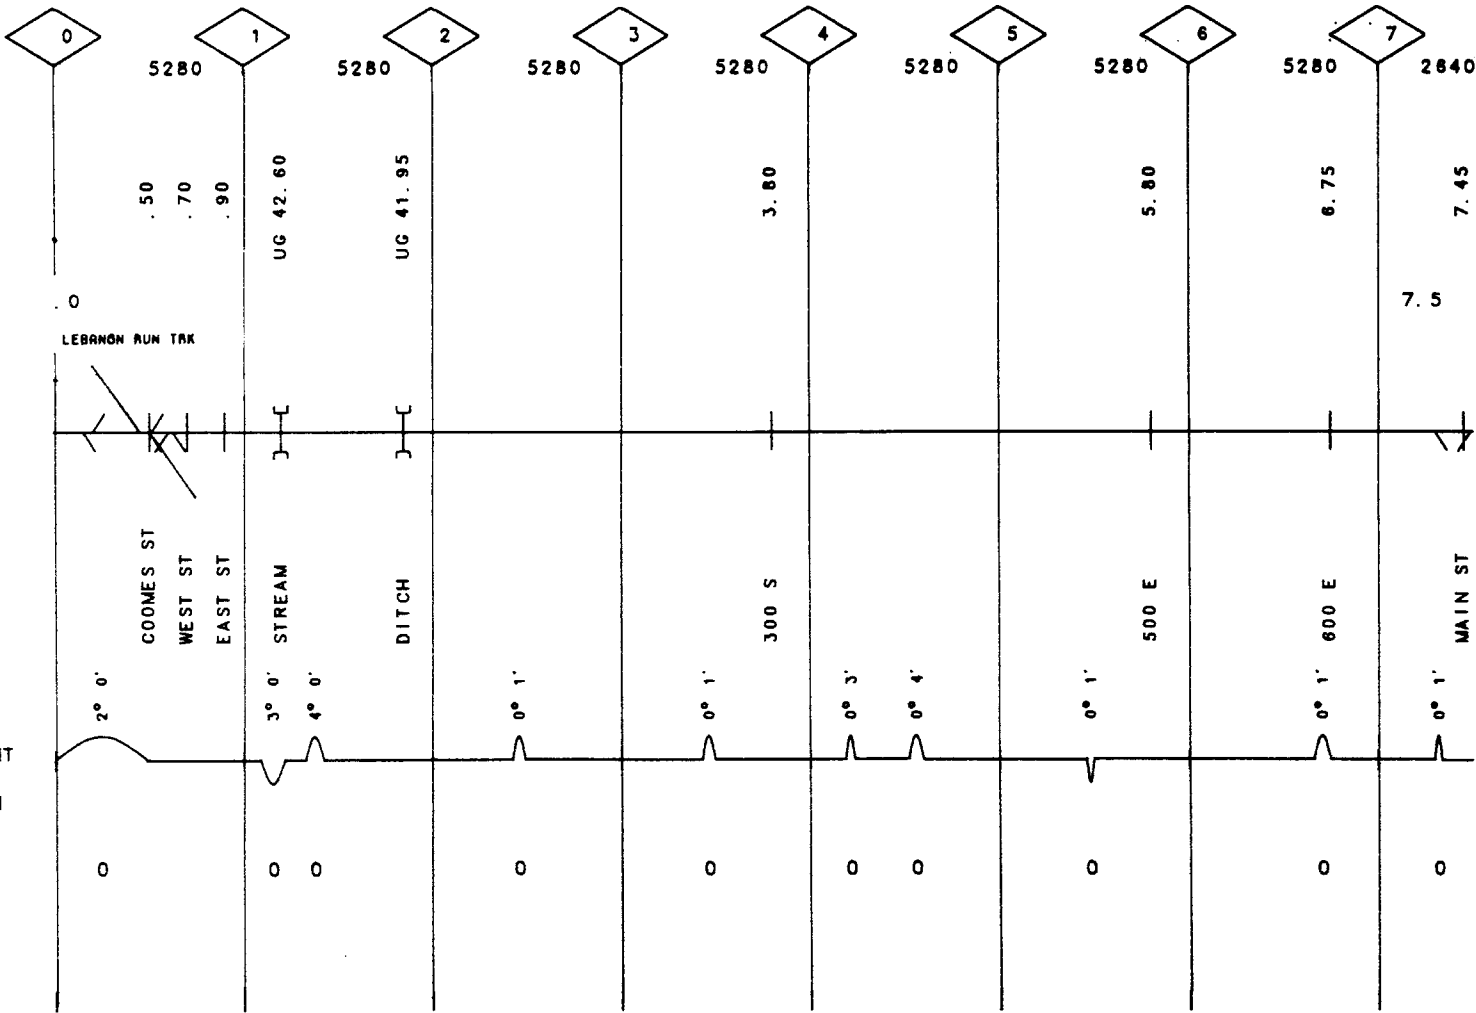 0 1 2 3 4 5 6 7
5280 5280 5280 5280 5280 5280 5280 2640
.50 .70 .90 UG 42.60 UG 41.95 3.80 5.80 6.75 7.45
.0 7.5
LEBANON RUN TRK
COOMES ST WEST ST EAST ST STREAM DITCH 300 S 500 E 600 E MAIN ST
2° 0' 3° 0' 4° 0' 0° 1' 0° 1' 0° 3' 0° 4' 0° 1' 0° 1' 0° 1'
0 0 0 0 0 0 0 0 0 0